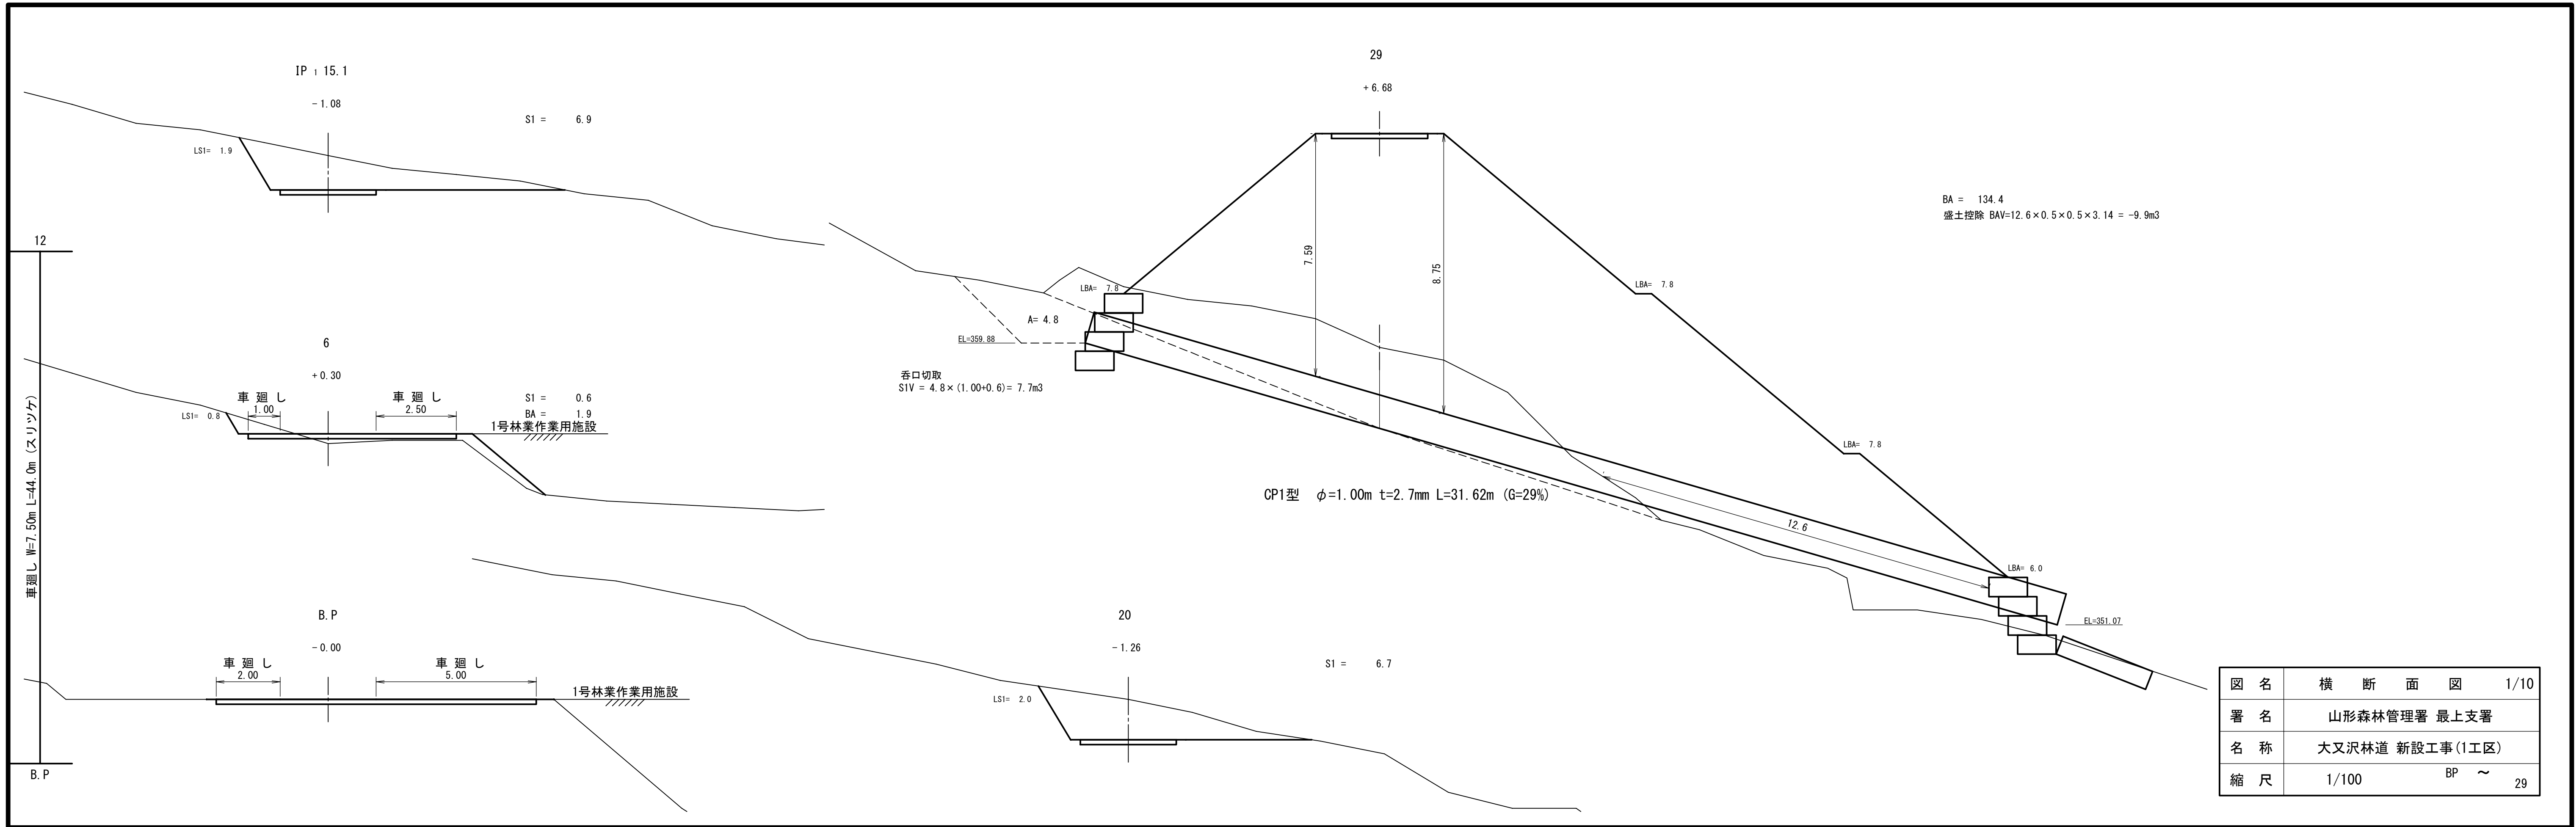 IP 1 15.1
-1.08
S1 = 6.9
LS1= 1.9
12
車廻し W=7.50m L=44.0m (スリツケ)
B.P
6
+0.30
車 廻 し
1.00
車 廻 し
2.50
S1 = 0.6
BA = 1.9
LS1= 0.8
1号林業作業用施設
B.P
-0.00
車 廻 し
2.00
車 廻 し
5.00
1号林業作業用施設
29
+6.68
BA = 134.4
盛土控除 BAV=12.6×0.5×0.5×3.14 = -9.9m3
7.59
8.75
LBA= 7.8
LBA= 7.8
A= 4.8
EL=359.88
呑口切取
S1V = 4.8×(1.00+0.6)= 7.7m3
LBA= 7.8
CP1型 φ=1.00m t=2.7mm L=31.62m (G=29%)
12.6
LBA= 6.0
EL=351.07
20
-1.26
S1 = 6.7
LS1= 2.0
図 名 横 断 面 図 1/10
署 名 山形森林管理署 最上支署
名 称 大又沢林道 新設工事(1工区)
縮 尺 1/100 BP ～ 29